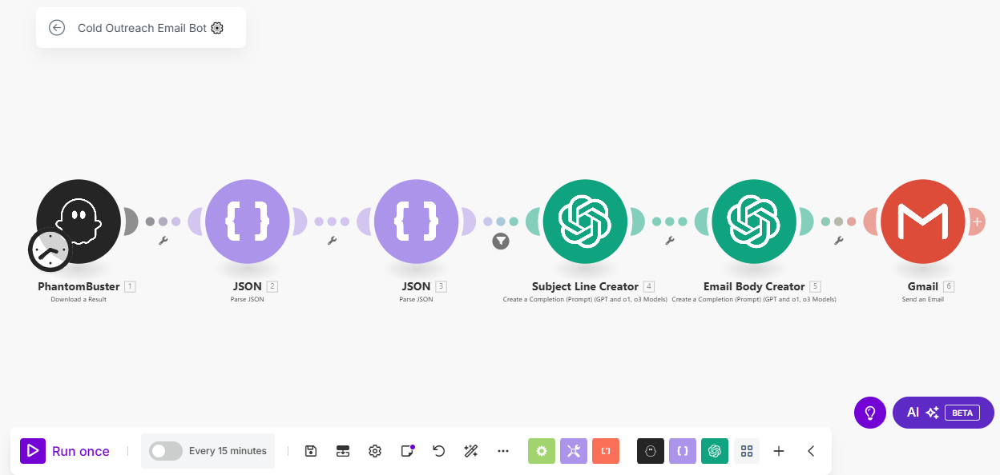 Cold Outreach Email Bot
PhantomBuster 1
Download a Result
JSON 2
Parse JSON
JSON 3
Parse JSON
Subject Line Creator 4
Create a Completion (Prompt) (GPT and o1, o3 Models)
Email Body Creator 5
Create a Completion (Prompt) (GPT and o1, o3 Models)
Gmail 6
Send an Email
AI BETA
Run once
Every 15 minutes